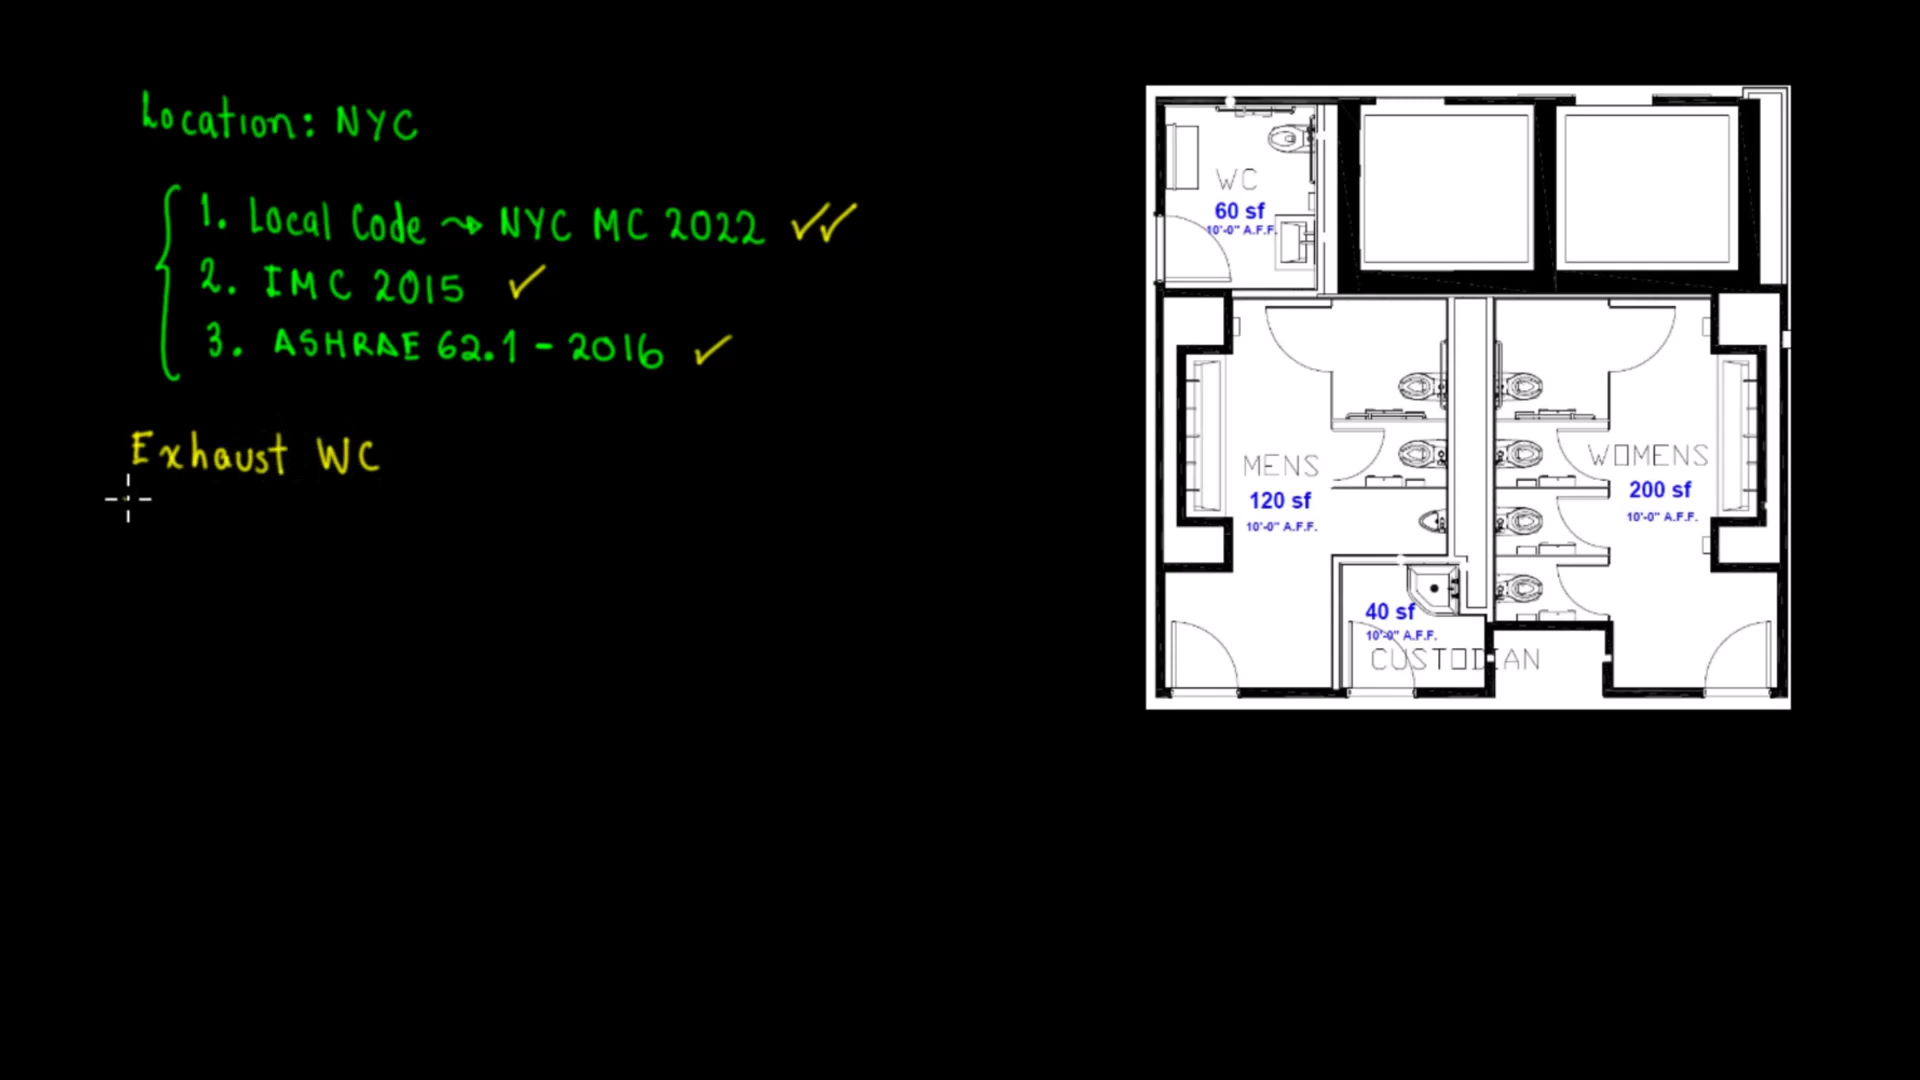 Location: NYC
1. Local Code ~> NYC MC 2022 ✓✓
2. IMC 2015 ✓
3. ASHRAE 62.1 - 2016 ✓
Exhaust WC
WC
60 sf
10'-0" A.F.F.
MENS
120 sf
10'-0" A.F.F.
WOMENS
200 sf
10'-0" A.F.F.
40 sf
10'-0" A.F.F.
CUSTODIAN